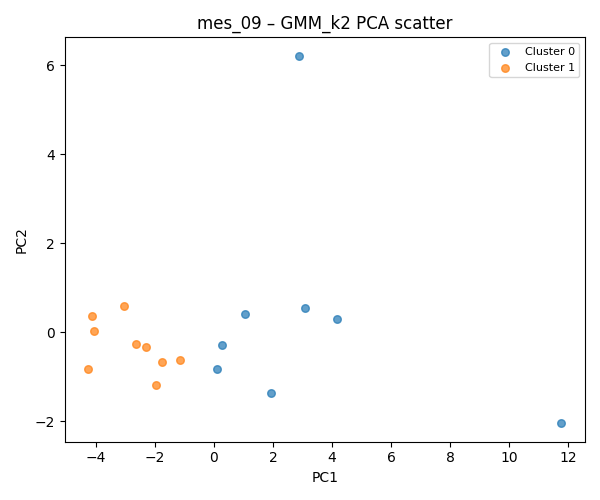 mes_09 – GMM_k2 PCA scatter
Cluster 0
Cluster 1
6
4
2
0
−2
PC2
−4 −2 0 2 4 6 8 10 12
PC1